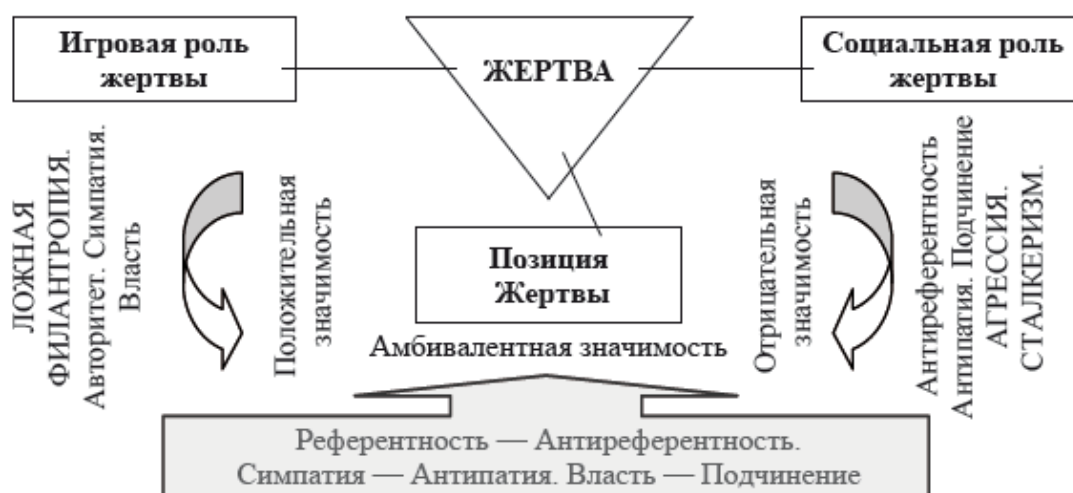 Игровая роль
жертвы
ЖЕРТВА
Социальная роль
жертвы
ЛОЖНАЯ
ФИЛАНТРОПИЯ.
Авторитет. Симпатия.
Власть
Положительная
значимость
Позиция
Жертвы
Амбивалентная значимость
Отрицательная
значимость
Антиреферентность
Антипатия. Подчинение
АГРЕССИЯ.
СТАЛКЕРИЗМ.
Референтность — Антиреферентность.
Симпатия — Антипатия. Власть — Подчинение